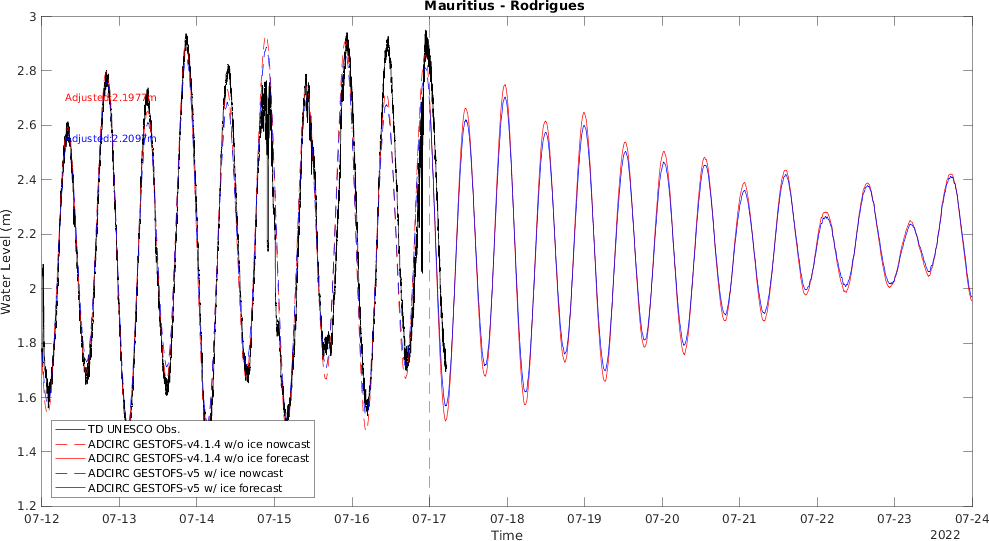 Mauritius - Rodrigues
3
2.8
2.6
2.4
2.2
2
1.8
1.6
1.4
1.2
Water Level (m)
Adjusted:2.1977m
Adjusted:2.2097m
TD UNESCO Obs.
ADCIRC GESTOFS-v4.1.4 w/o ice nowcast
ADCIRC GESTOFS-v4.1.4 w/o ice forecast
ADCIRC GESTOFS-v5 w/ ice nowcast
ADCIRC GESTOFS-v5 w/ ice forecast
07-12 07-13 07-14 07-15 07-16 07-17 07-18 07-19 07-20 07-21 07-22 07-23 07-24
Time
2022